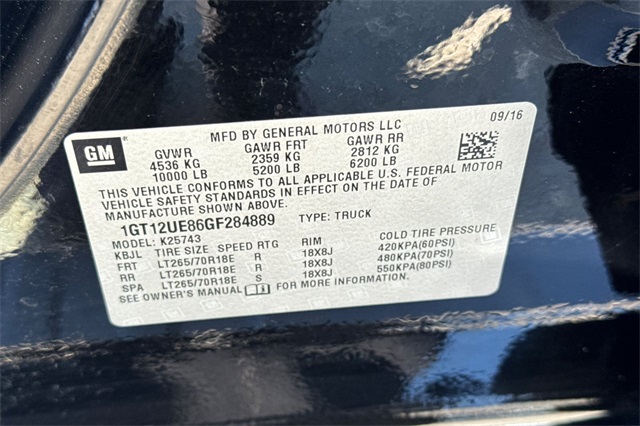 MFD BY GENERAL MOTORS LLC 09/16
GM GVWR GAWR FRT GAWR RR
4536 KG 2359 KG 2812 KG
10000 LB 5200 LB 6200 LB
THIS VEHICLE CONFORMS TO ALL APPLICABLE U.S. FEDERAL MOTOR
VEHICLE SAFETY STANDARDS IN EFFECT ON THE DATE OF
MANUFACTURE SHOWN ABOVE.
1GT12UE86GF284889 TYPE: TRUCK
MODEL: K25743
KBJL TIRE SIZE SPEED RTG RIM COLD TIRE PRESSURE
FRT LT265/70R18E R 18X8J 420KPA(60PSI)
RR LT265/70R18E R 18X8J 480KPA(70PSI)
SPA LT265/70R18E S 18X8J 550KPA(80PSI)
SEE OWNER'S MANUAL FOR MORE INFORMATION.